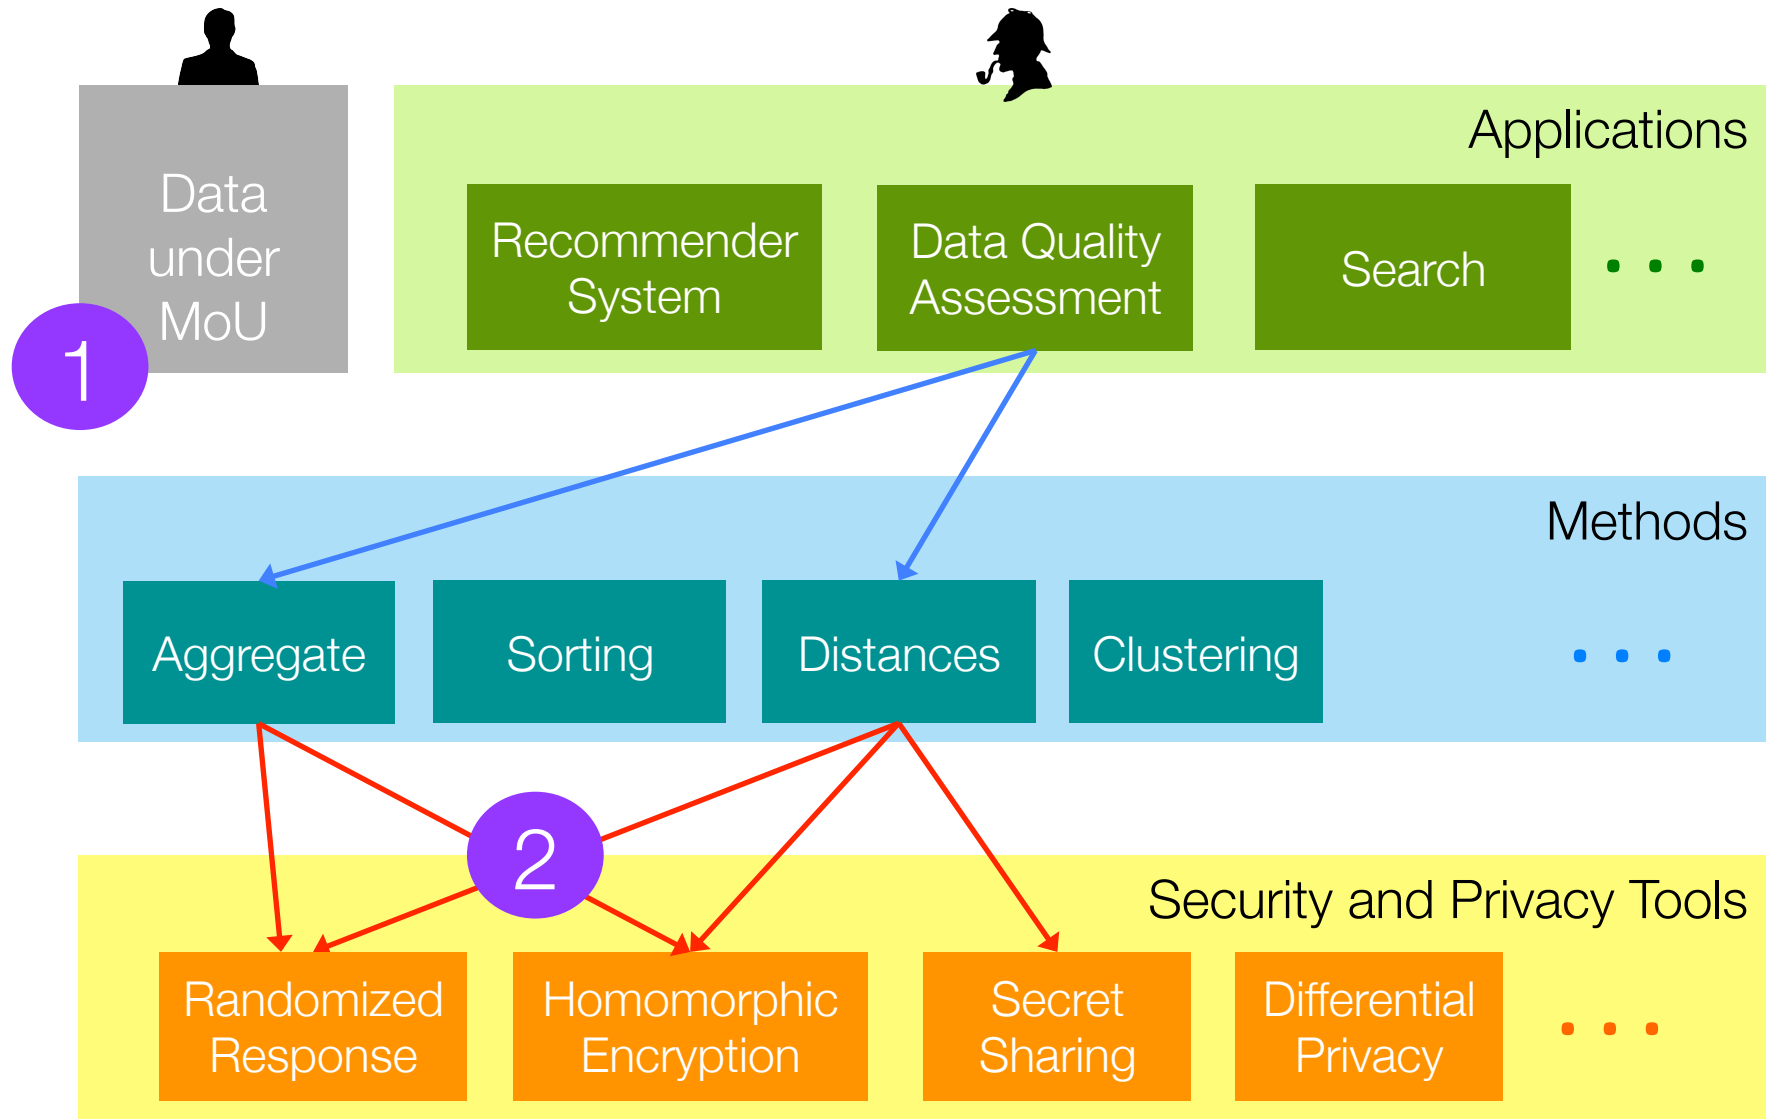 Data
under
MoU
1
Applications
Recommender
System
Data Quality
Assessment
Search
. . .
Methods
Aggregate
Sorting
Distances
Clustering
. . .
2
Security and Privacy Tools
Randomized
Response
Homomorphic
Encryption
Secret
Sharing
Differential
Privacy
. . .